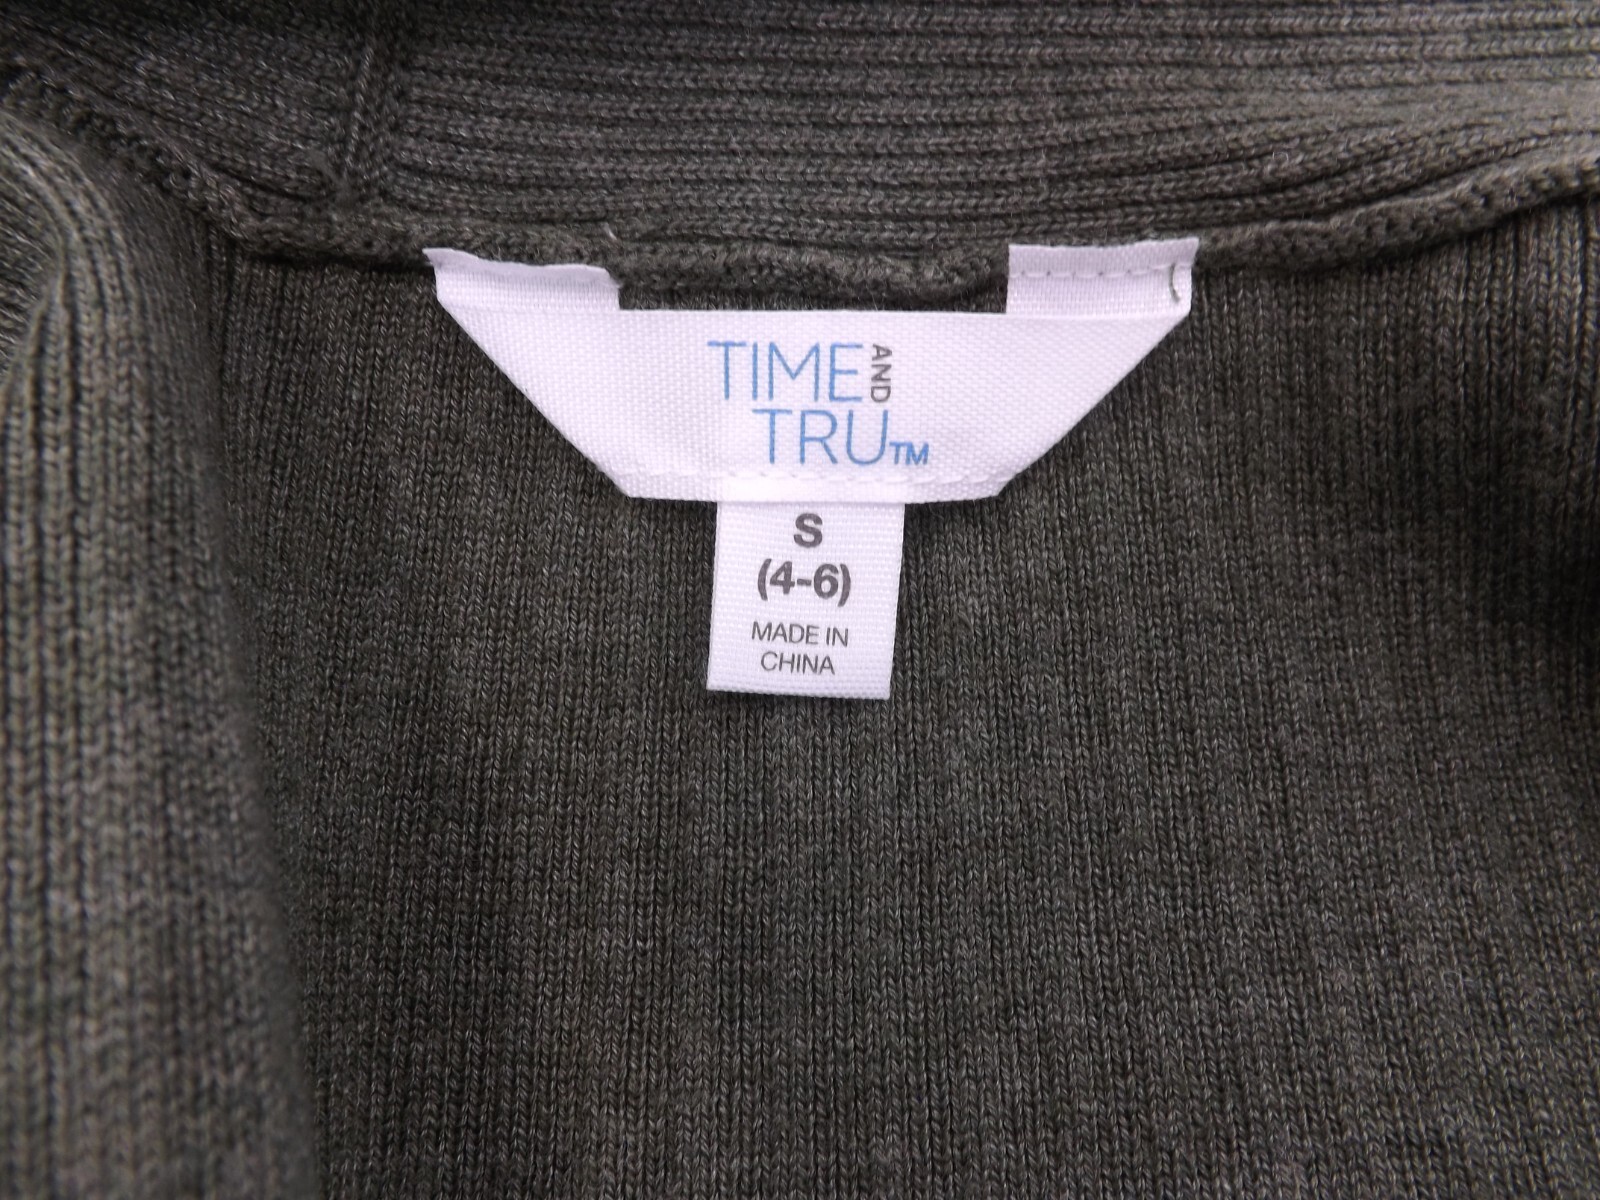 TIME AND
TRU™
S
(4-6)
MADE IN
CHINA